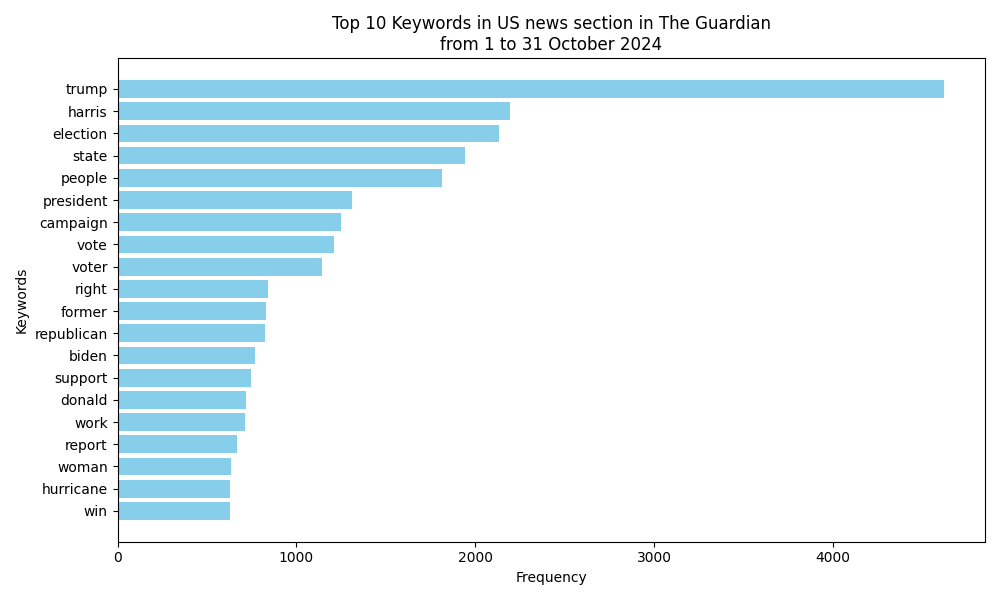 Top 10 Keywords in US news section in The Guardian
from 1 to 31 October 2024
Keywords
trump
harris
election
state
people
president
campaign
vote
voter
right
former
republican
biden
support
donald
work
report
woman
hurricane
win
0 1000 2000 3000 4000
Frequency